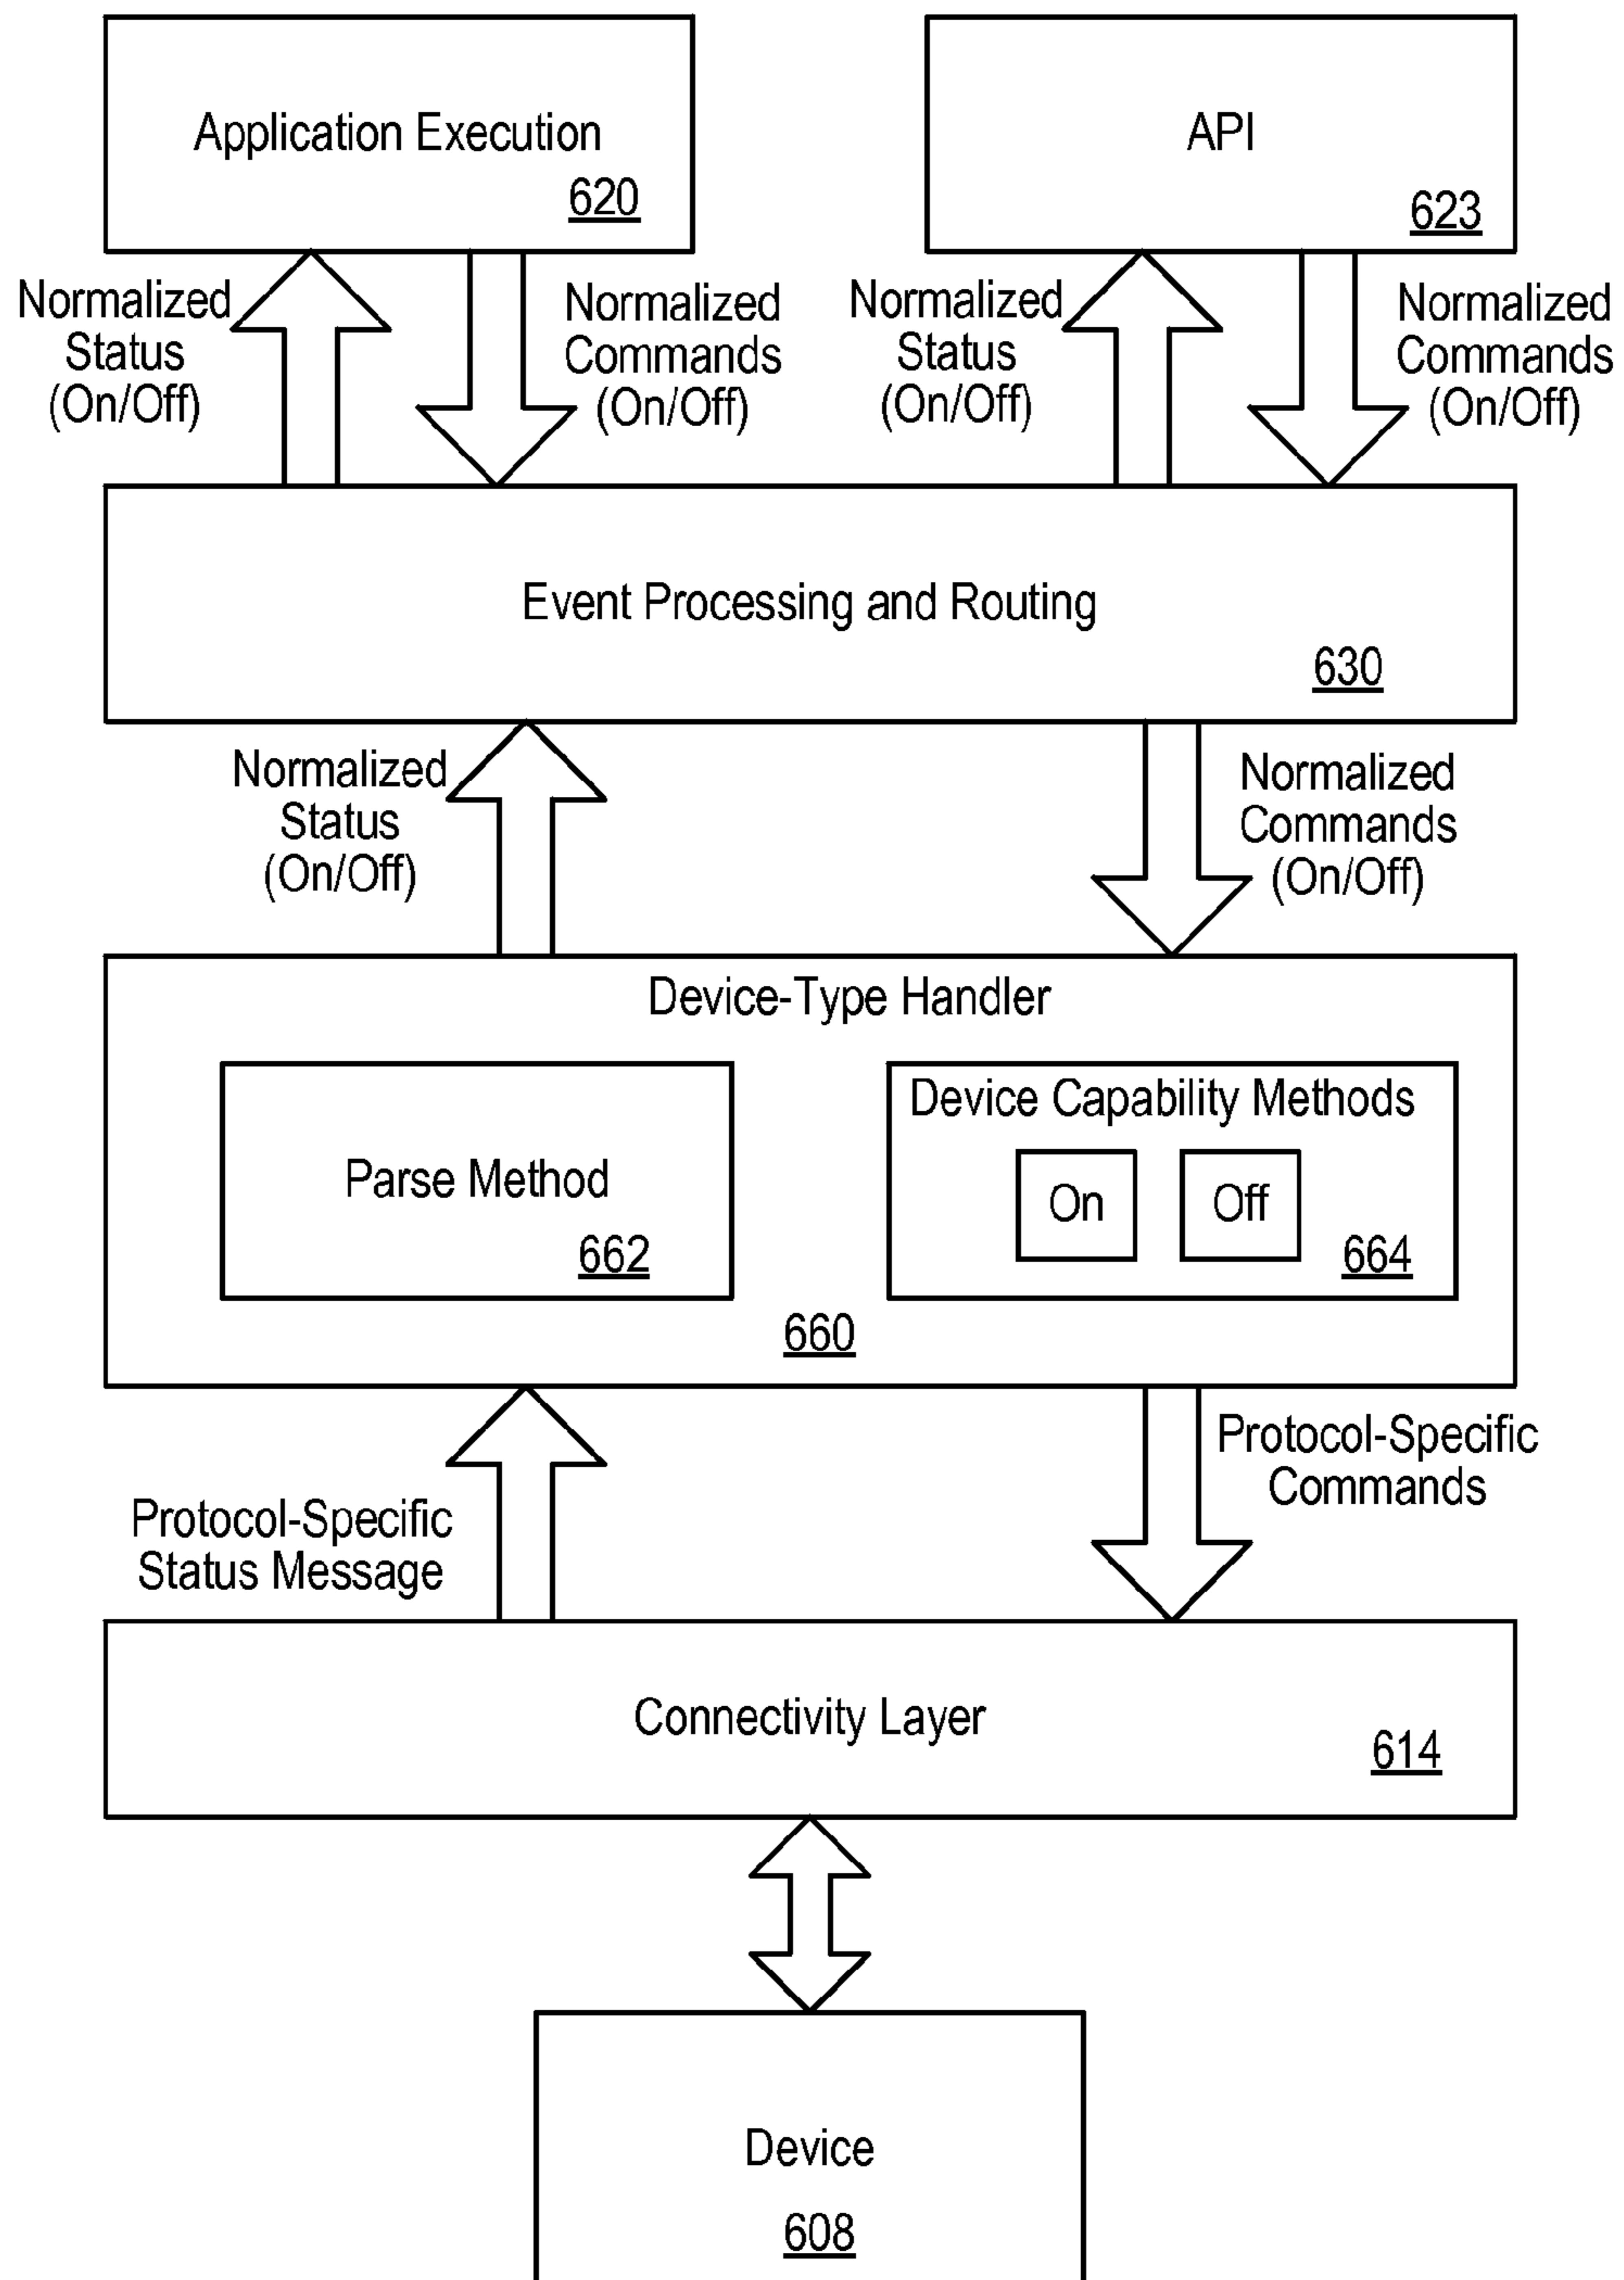 Application Execution
620
API
623
Normalized
Status
(On/Off)
Normalized
Commands
(On/Off)
Normalized
Status
(On/Off)
Normalized
Commands
(On/Off)
Event Processing and Routing
630
Normalized
Status
(On/Off)
Normalized
Commands
(On/Off)
Device-Type Handler
Parse Method
662
Device Capability Methods
On
Off
664
660
Protocol-Specific
Status Message
Protocol-Specific
Commands
Connectivity Layer
614
Device
608